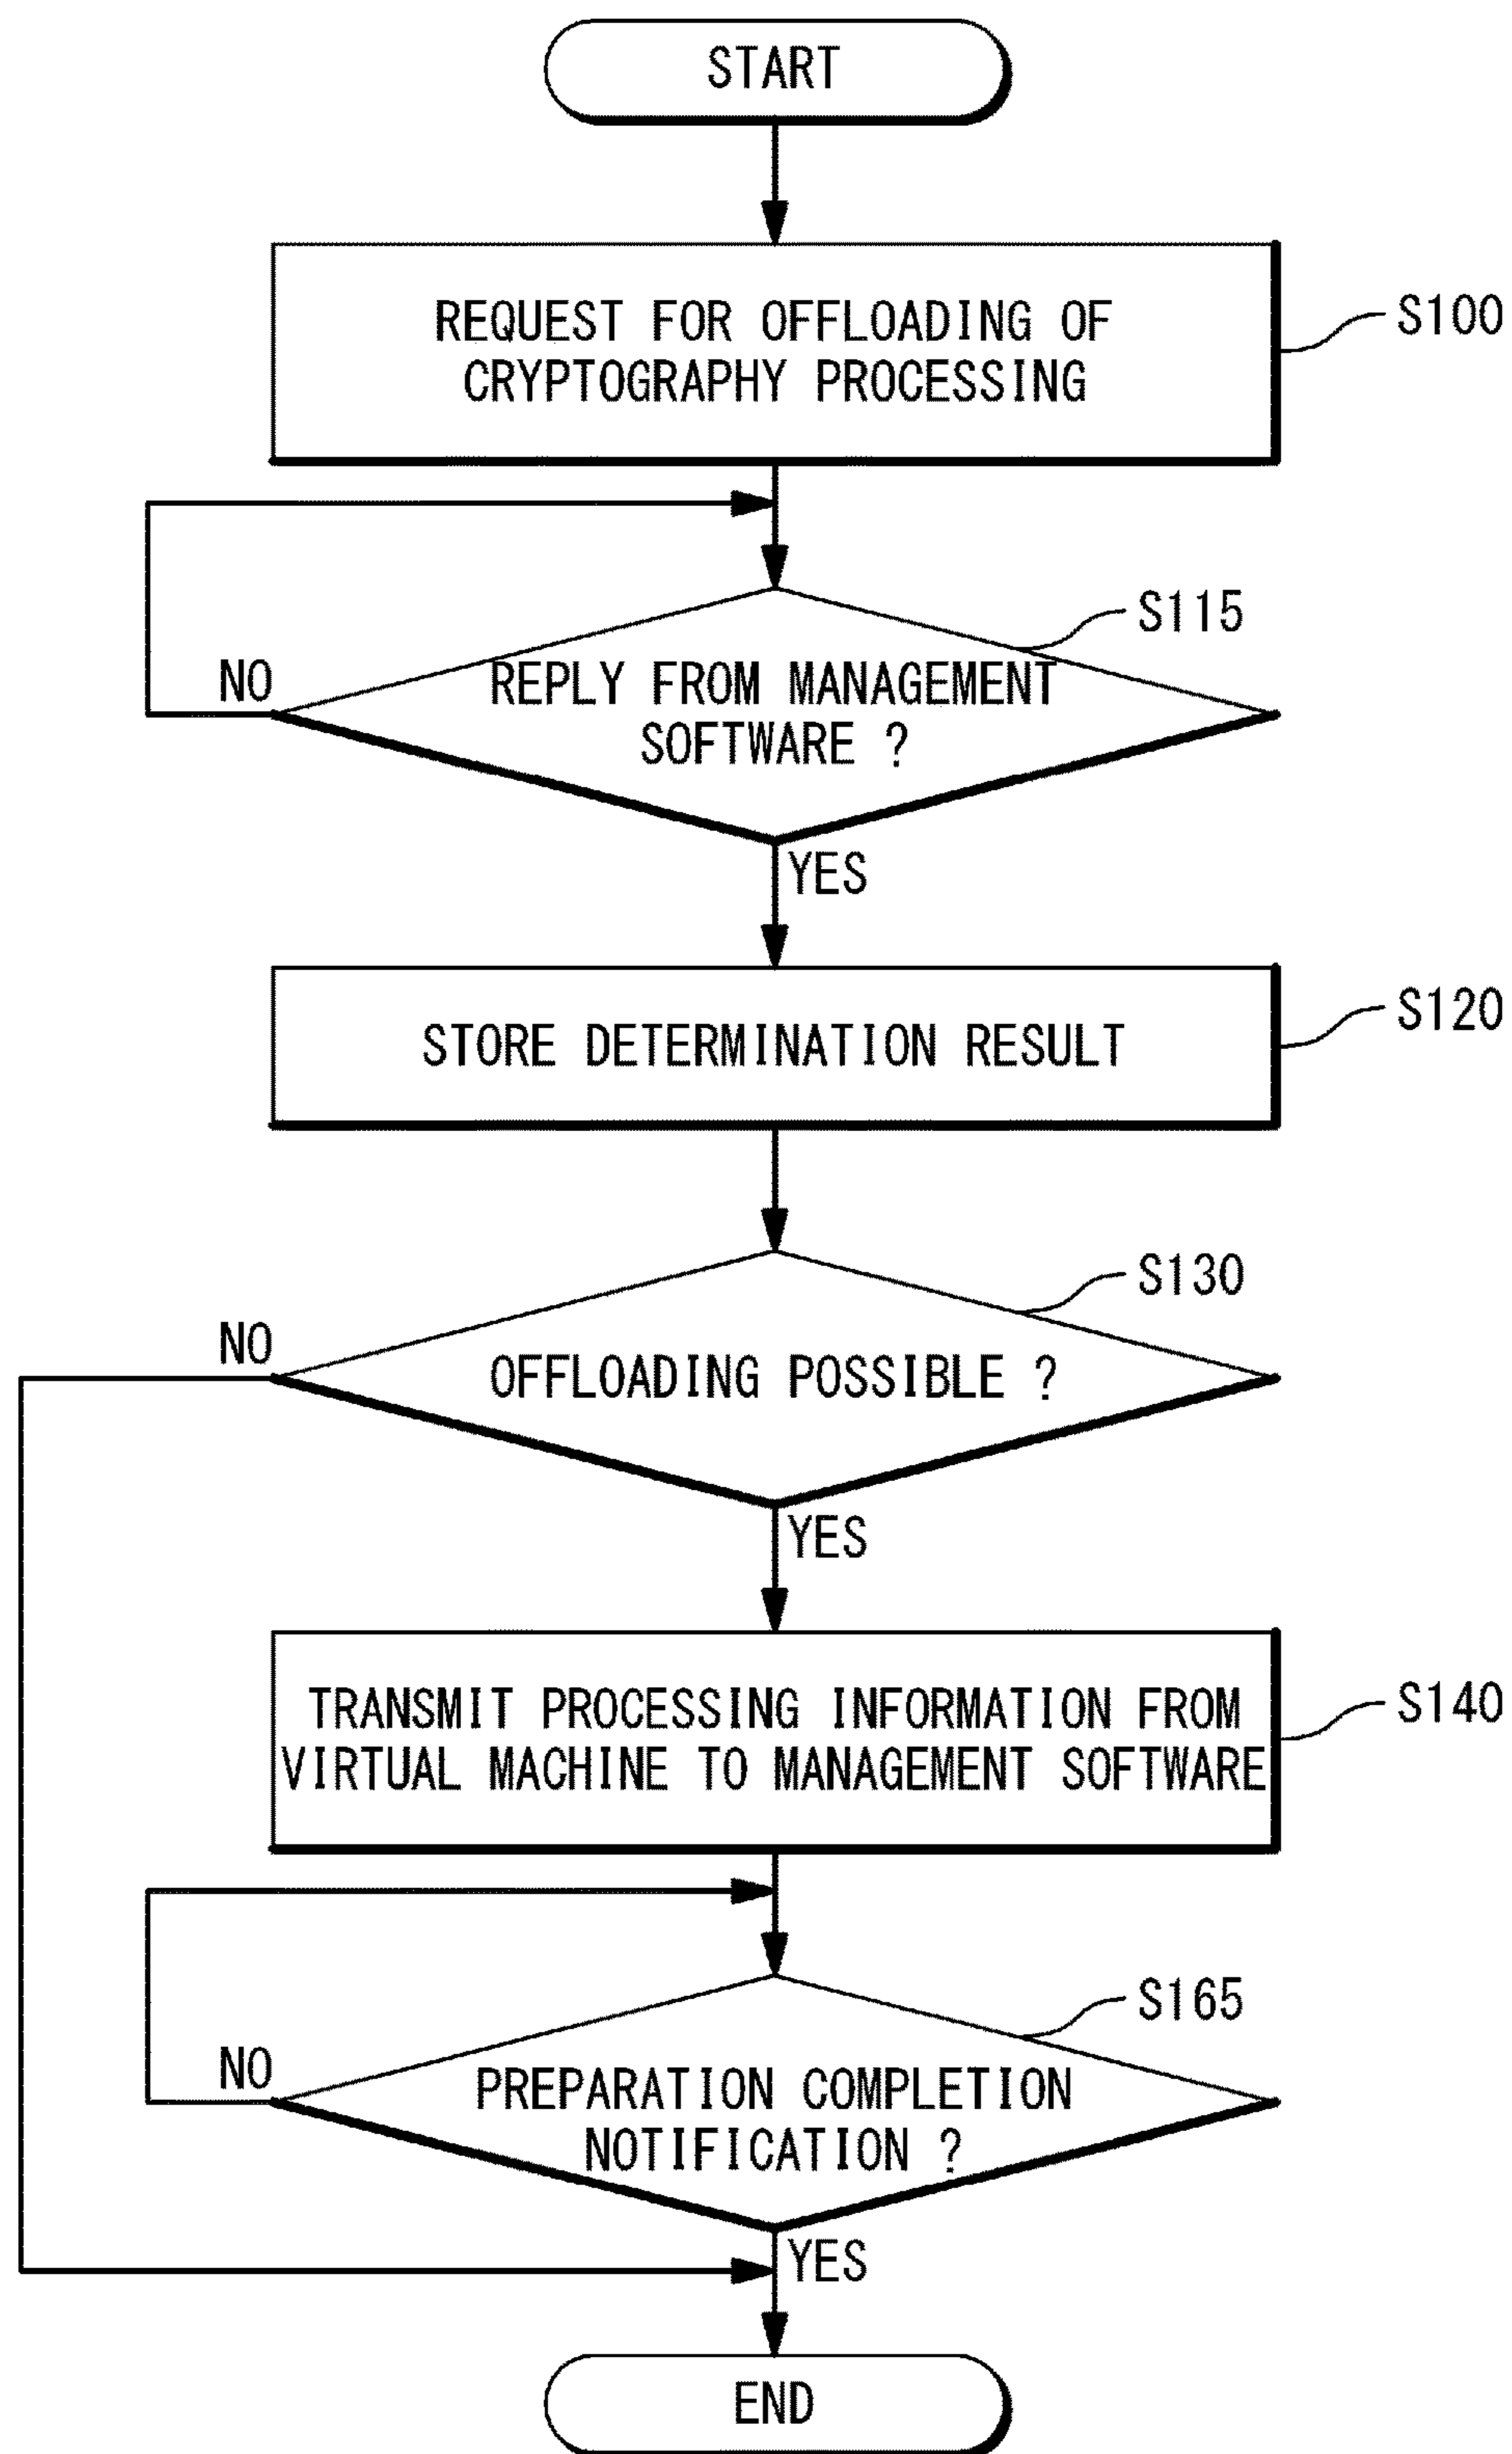 START
REQUEST FOR OFFLOADING OF
CRYPTOGRAPHY PROCESSING
S100
S115
NO
REPLY FROM MANAGEMENT
SOFTWARE ?
YES
STORE DETERMINATION RESULT
S120
S130
NO
OFFLOADING POSSIBLE ?
YES
TRANSMIT PROCESSING INFORMATION FROM
VIRTUAL MACHINE TO MANAGEMENT SOFTWARE
S140
S165
NO
PREPARATION COMPLETION
NOTIFICATION ?
YES
END